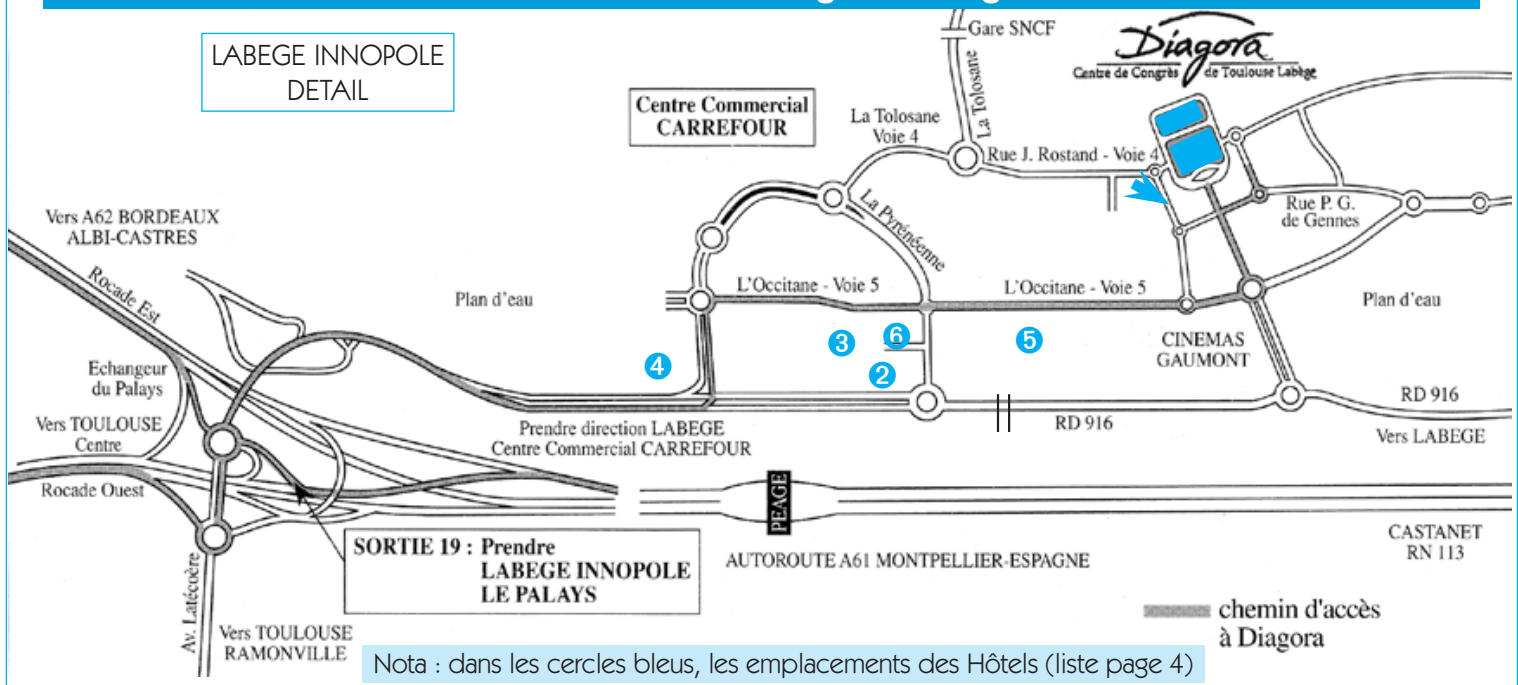 LABEGE INNOPOLE
DETAIL
Gare SNCF
Diagora
Centre de Congrès de Toulouse Labège
Centre Commercial
CARREFOUR
La Tolosane
Voie 4
La Tolosane
Rue J. Rostand - Voie 4
Rue P. G.
de Gennes
La Pyrénéenne
Vers A62 BORDEAUX
ALBI-CASTRES
Rocade Est
Plan d'eau
L'Occitane - Voie 5
L'Occitane - Voie 5
Plan d'eau
CINEMAS
GAUMONT
3
6
5
4
2
Echangeur
du Palays
Vers TOULOUSE
Centre
Rocade Ouest
Prendre direction LABEGE
Centre Commercial CARREFOUR
RD 916
RD 916
Vers LABEGE
PEAGE
SORTIE 19 : Prendre
LABEGE INNOPOLE
LE PALAYS
AUTOROUTE A61 MONTPELLIER-ESPAGNE
CASTANET
RN 113
Av. Latécoère
Vers TOULOUSE
RAMONVILLE
chemin d'accès
à Diagora
Nota : dans les cercles bleus, les emplacements des Hôtels (liste page 4)